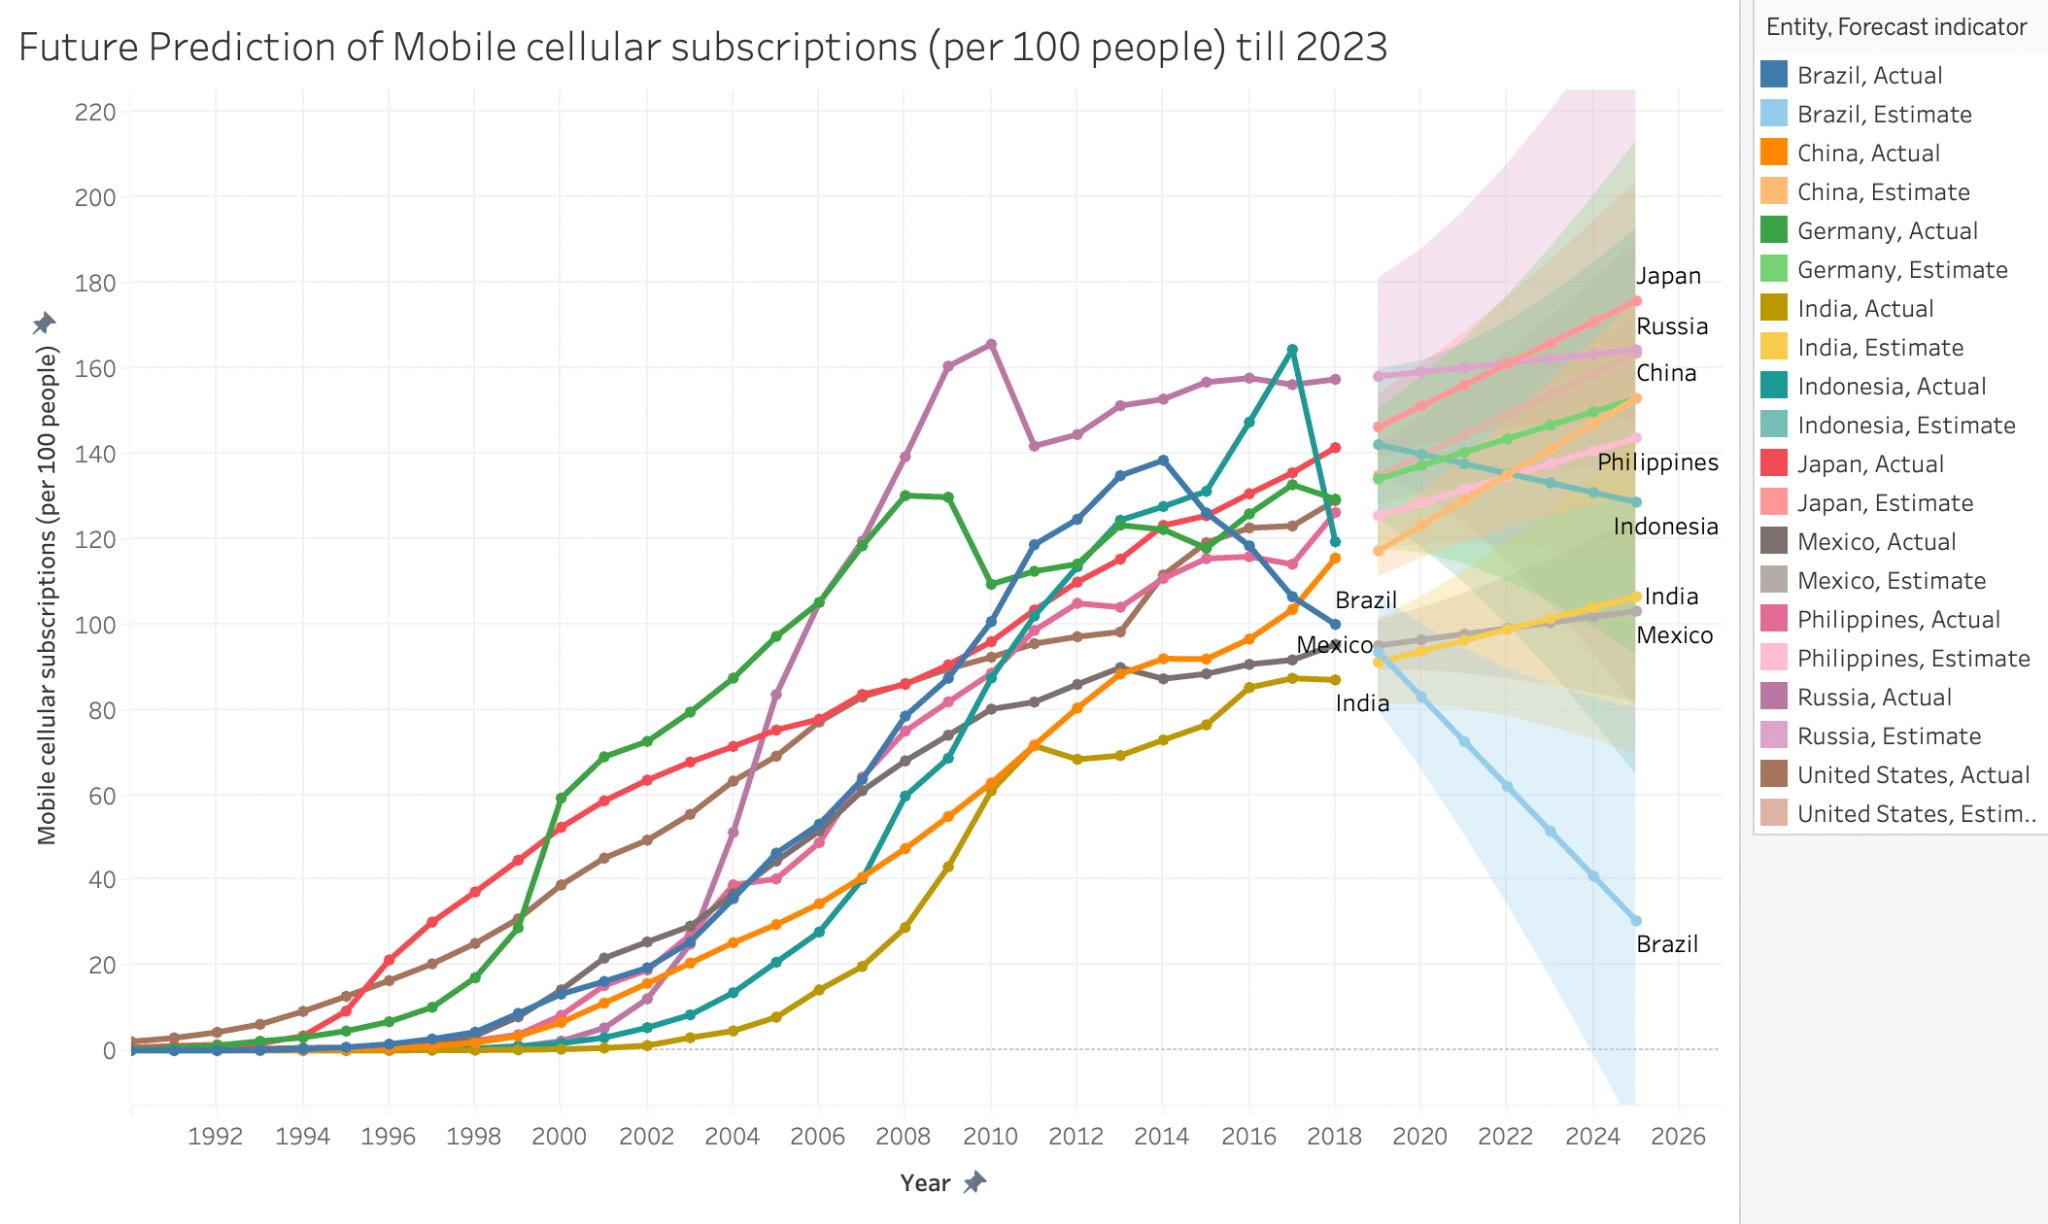 Future Prediction of Mobile cellular subscriptions (per 100 people) till 2023
Mobile cellular subscriptions (per 100 people)
220
200
180
160
140
120
100
80
60
40
20
0
Japan
Russia
China
Philippines
Indonesia
Brazil
India
Mexico
Mexico
India
Brazil
1992 1994 1996 1998 2000 2002 2004 2006 2008 2010 2012 2014 2016 2018 2020 2022 2024 2026
Year
Entity, Forecast indicator
Brazil, Actual
Brazil, Estimate
China, Actual
China, Estimate
Germany, Actual
Germany, Estimate
India, Actual
India, Estimate
Indonesia, Actual
Indonesia, Estimate
Japan, Actual
Japan, Estimate
Mexico, Actual
Mexico, Estimate
Philippines, Actual
Philippines, Estimate
Russia, Actual
Russia, Estimate
United States, Actual
United States, Estim..